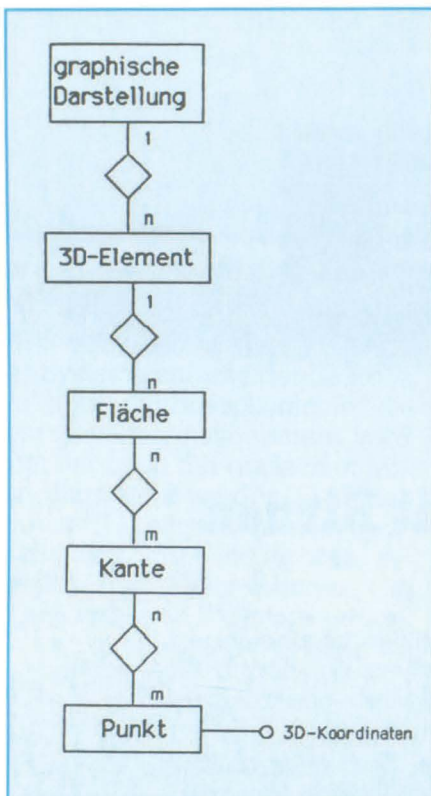 graphische
Darstellung
1
n
3D-Element
1
n
Fläche
n
m
Kante
n
m
Punkt
3D-Koordinaten